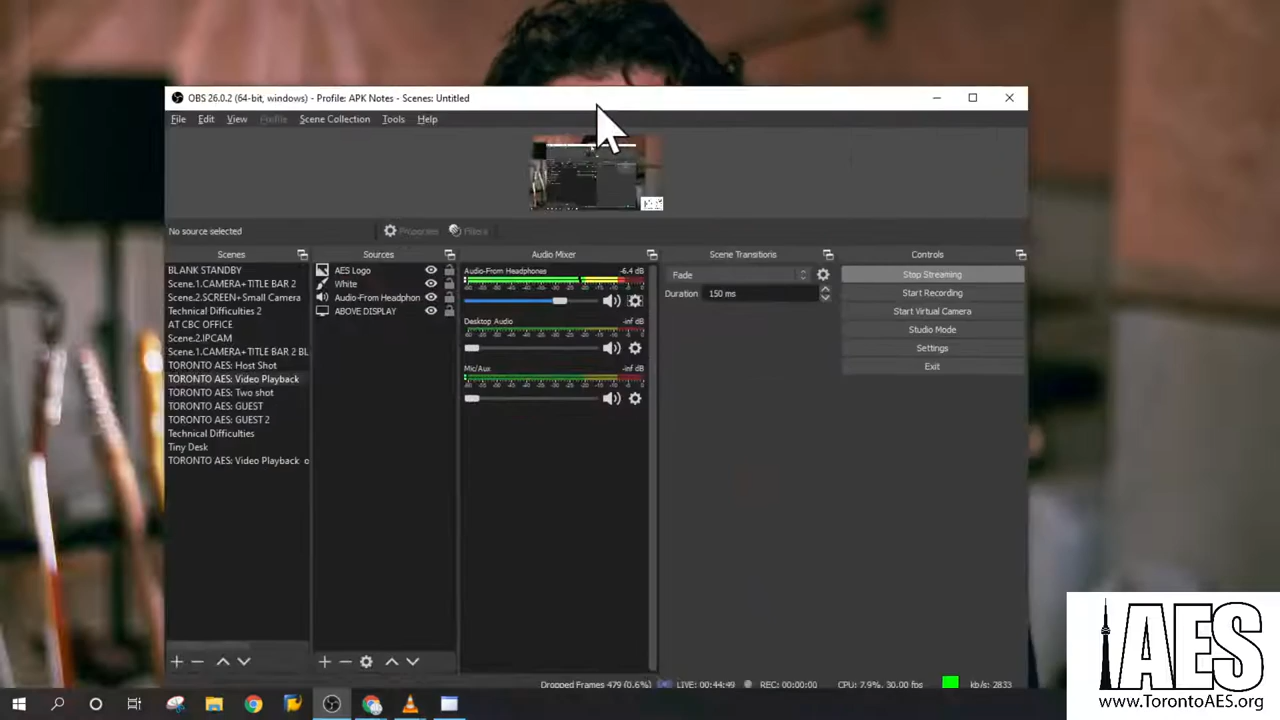 OBS 26.0.2 (64-bit, windows) - Profile: APK Notes - Scenes: Untitled
File Edit View Profile Scene Collection Tools Help
No source selected
Properties Filters
Scenes
BLANK STANDBY
Scene.1.CAMERA+TITLE BAR 2
Scene.2.SCREEN+Small Camera
Technical Difficulties 2
AT CBC OFFICE
Scene.2.IPCAM
Scene.1.CAMERA+TITLE BAR 2 BL
TORONTO AES: Host Shot
TORONTO AES: Video Playback
TORONTO AES: Two shot
TORONTO AES: GUEST
TORONTO AES: GUEST 2
Technical Difficulties
Tiny Desk
TORONTO AES: Video Playback
Sources
AES Logo
White
Audio-From Headphon
ABOVE DISPLAY
Audio Mixer
Audio-From Headphones -6.4 dB
Desktop Audio -inf dB
Mic/Aux -inf dB
Scene Transitions
Fade
Duration 150 ms
Controls
Stop Streaming
Start Recording
Start Virtual Camera
Studio Mode
Settings
Exit
Dropped Frames 479 (0.6%) LIVE: 00:44:49 REC: 00:00:00 CPU: 7.9%, 30.00 fps kb/s: 2833
AES
www.TorontoAES.org